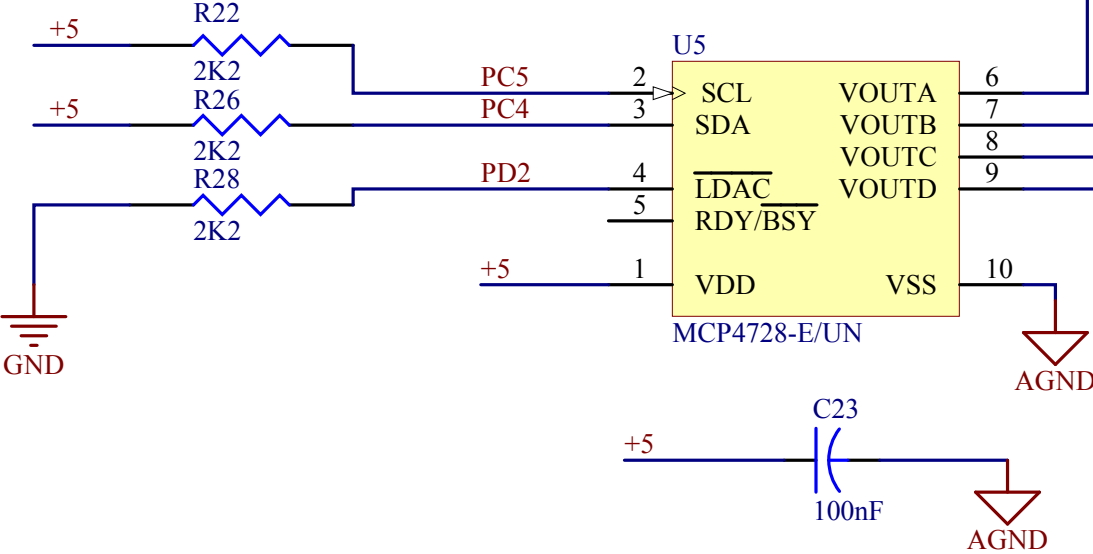 R22
+5
2K2
R26
+5
2K2
R28
2K2
GND
PC5
PC4
PD2
+5
U5
2
SCL
VOUTA
6
3
SDA
VOUTB
7
VOUTC
8
4
LDAC
VOUTD
9
5
RDY/BSY
1
VDD
VSS
10
MCP4728-E/UN
AGND
C23
+5
100nF
AGND